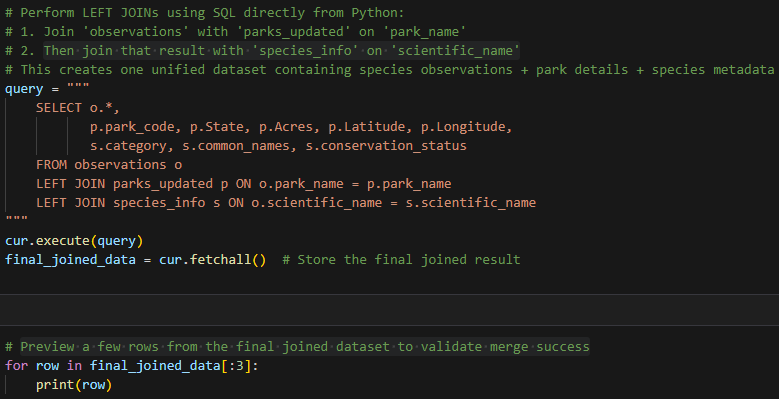 # Perform LEFT JOINs using SQL directly from Python:
# 1. Join 'observations' with 'parks_updated' on 'park_name'
# 2. Then join that result with 'species_info' on 'scientific_name'
# This creates one unified dataset containing species observations + park details + species metadata
query = """
    SELECT o.*,
           p.park_code, p.State, p.Acres, p.Latitude, p.Longitude,
           s.category, s.common_names, s.conservation_status
    FROM observations o
    LEFT JOIN parks_updated p ON o.park_name = p.park_name
    LEFT JOIN species_info s ON o.scientific_name = s.scientific_name
"""
cur.execute(query)
final_joined_data = cur.fetchall()  # Store the final joined result
# Preview a few rows from the final joined dataset to validate merge success
for row in final_joined_data[:3]:
    print(row)